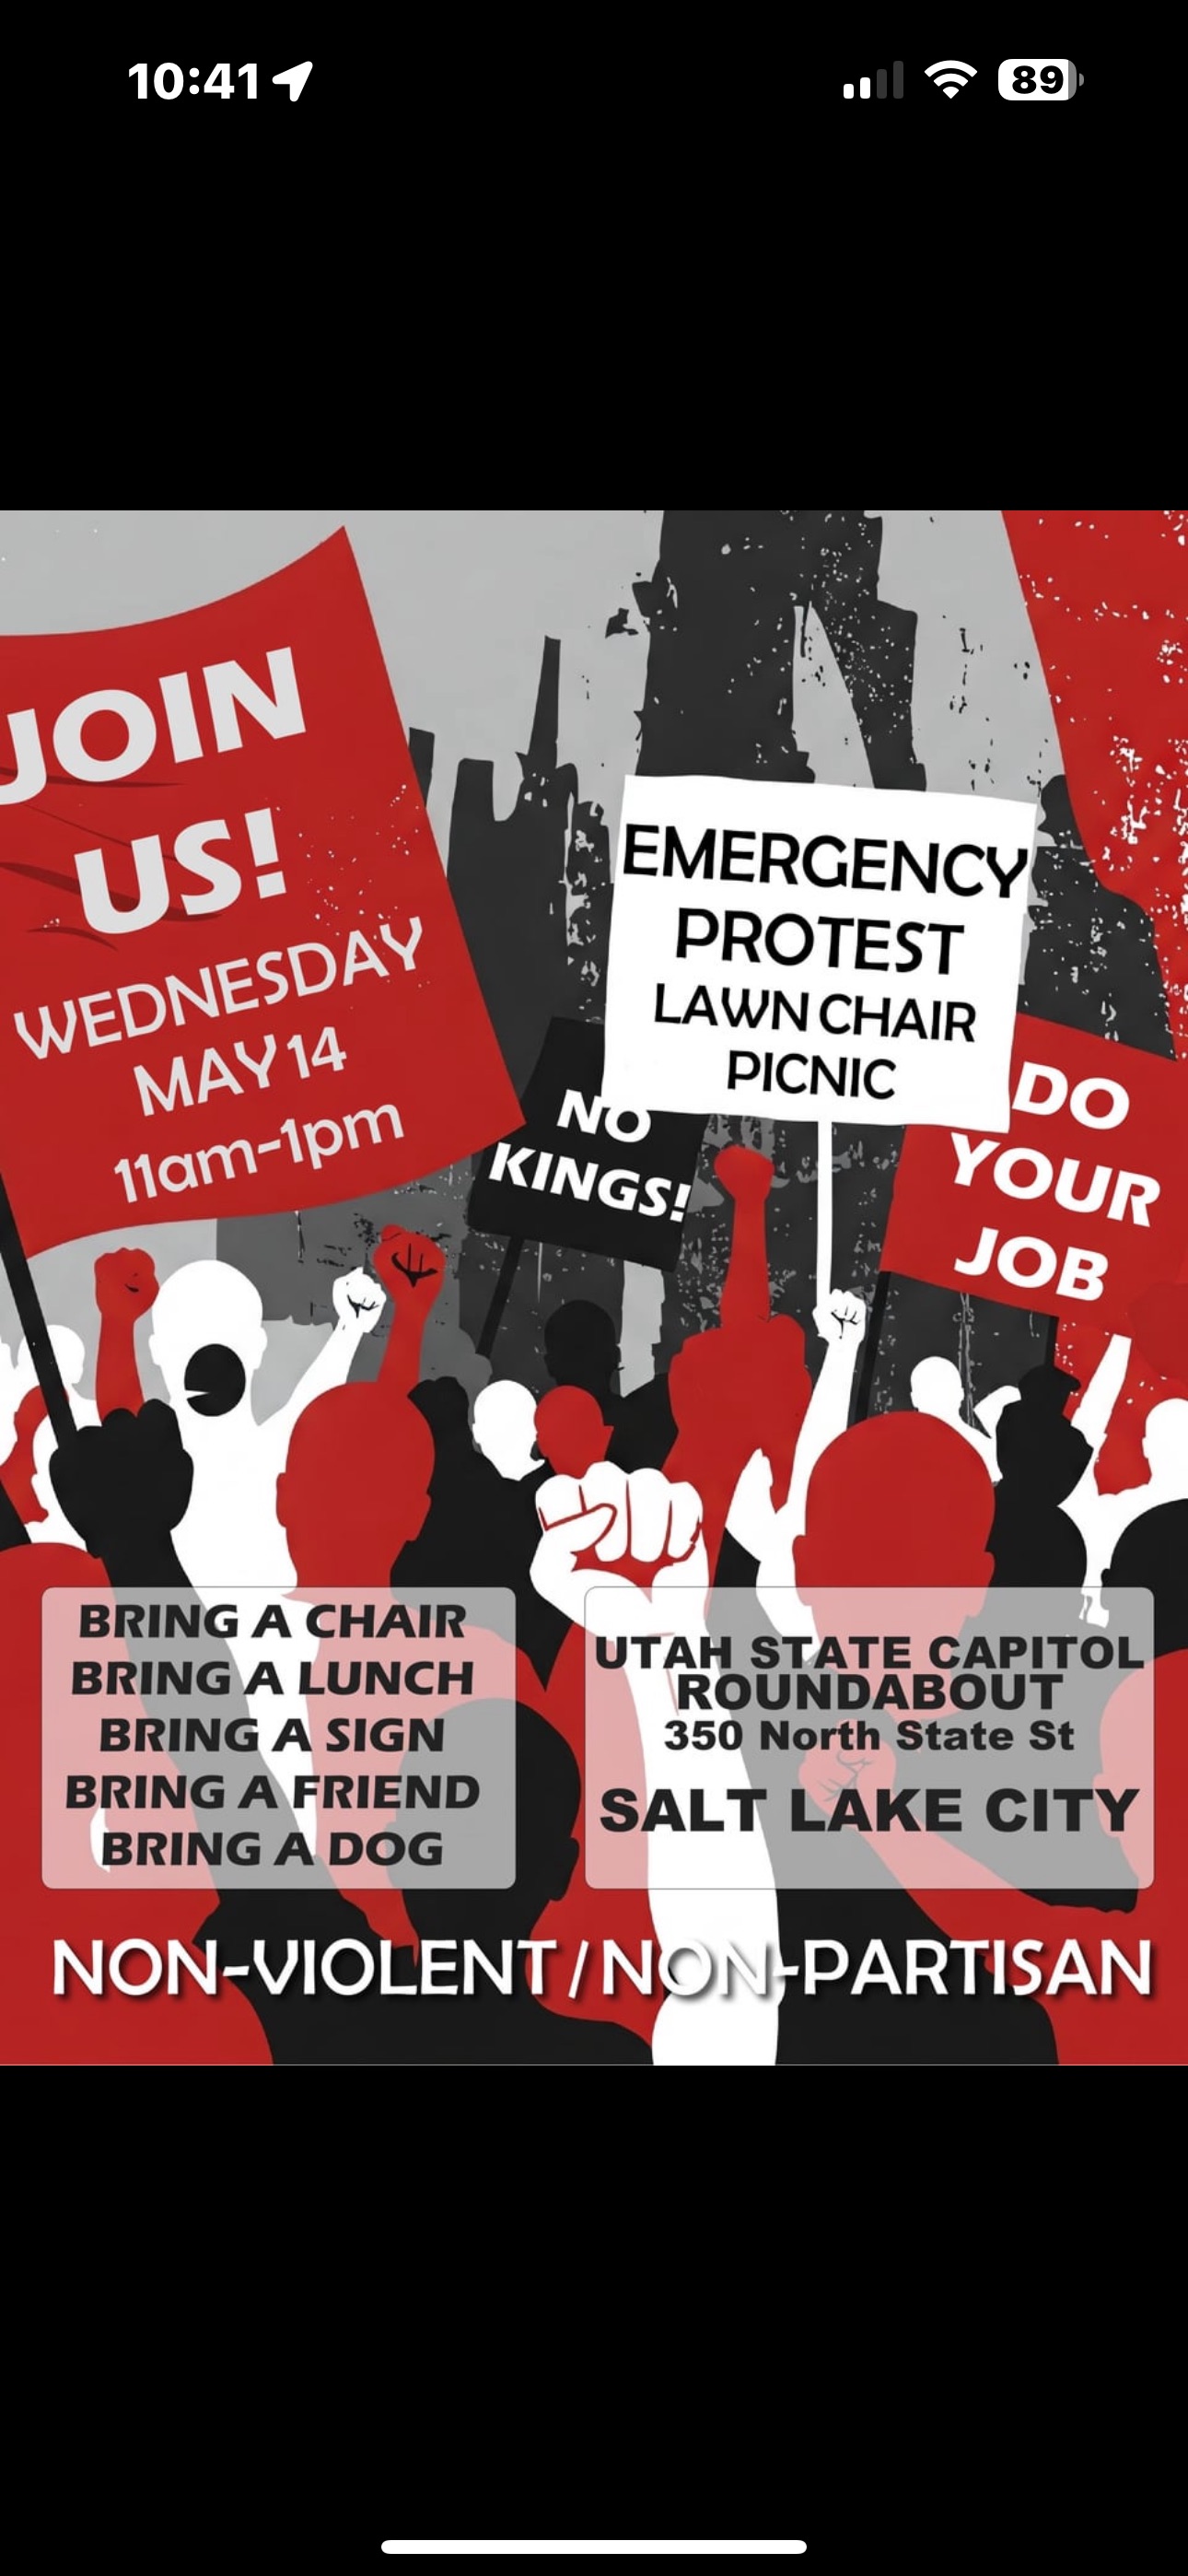 10:41
89
JOIN
US!
WEDNESDAY
MAY 14
11am-1pm
EMERGENCY
PROTEST
LAWN CHAIR
PICNIC
NO
KINGS!
DO
YOUR
JOB
BRING A CHAIR
BRING A LUNCH
BRING A SIGN
BRING A FRIEND
BRING A DOG
UTAH STATE CAPITOL
ROUNDABOUT
350 North State St
SALT LAKE CITY
NON-VIOLENT / NON-PARTISAN